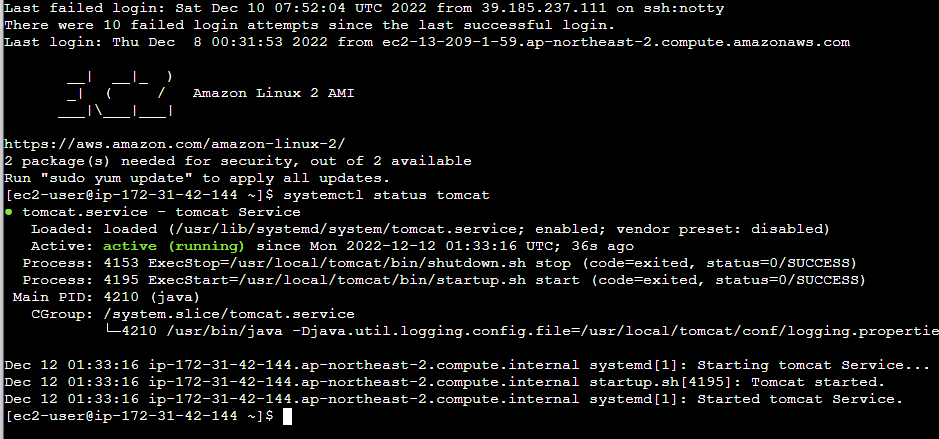 Last failed login: Sat Dec 10 07:52:04 UTC 2022 from 39.185.237.111 on ssh:notty
There were 10 failed login attempts since the last successful login.
Last login: Thu Dec  8 00:31:53 2022 from ec2-13-209-1-59.ap-northeast-2.compute.amazonaws.com

       __|  __|_  )
       _|  (     /   Amazon Linux 2 AMI
      ___|\___|___|

https://aws.amazon.com/amazon-linux-2/
2 package(s) needed for security, out of 2 available
Run "sudo yum update" to apply all updates.
[ec2-user@ip-172-31-42-144 ~]$ systemctl status tomcat
● tomcat.service - tomcat Service
   Loaded: loaded (/usr/lib/systemd/system/tomcat.service; enabled; vendor preset: disabled)
   Active: active (running) since Mon 2022-12-12 01:33:16 UTC; 36s ago
  Process: 4153 ExecStop=/usr/local/tomcat/bin/shutdown.sh stop (code=exited, status=0/SUCCESS)
  Process: 4195 ExecStart=/usr/local/tomcat/bin/startup.sh start (code=exited, status=0/SUCCESS)
 Main PID: 4210 (java)
   CGroup: /system.slice/tomcat.service
           └─4210 /usr/bin/java -Djava.util.logging.config.file=/usr/local/tomcat/conf/logging.propertie

Dec 12 01:33:16 ip-172-31-42-144.ap-northeast-2.compute.internal systemd[1]: Starting tomcat Service...
Dec 12 01:33:16 ip-172-31-42-144.ap-northeast-2.compute.internal startup.sh[4195]: Tomcat started.
Dec 12 01:33:16 ip-172-31-42-144.ap-northeast-2.compute.internal systemd[1]: Started tomcat Service.
[ec2-user@ip-172-31-42-144 ~]$